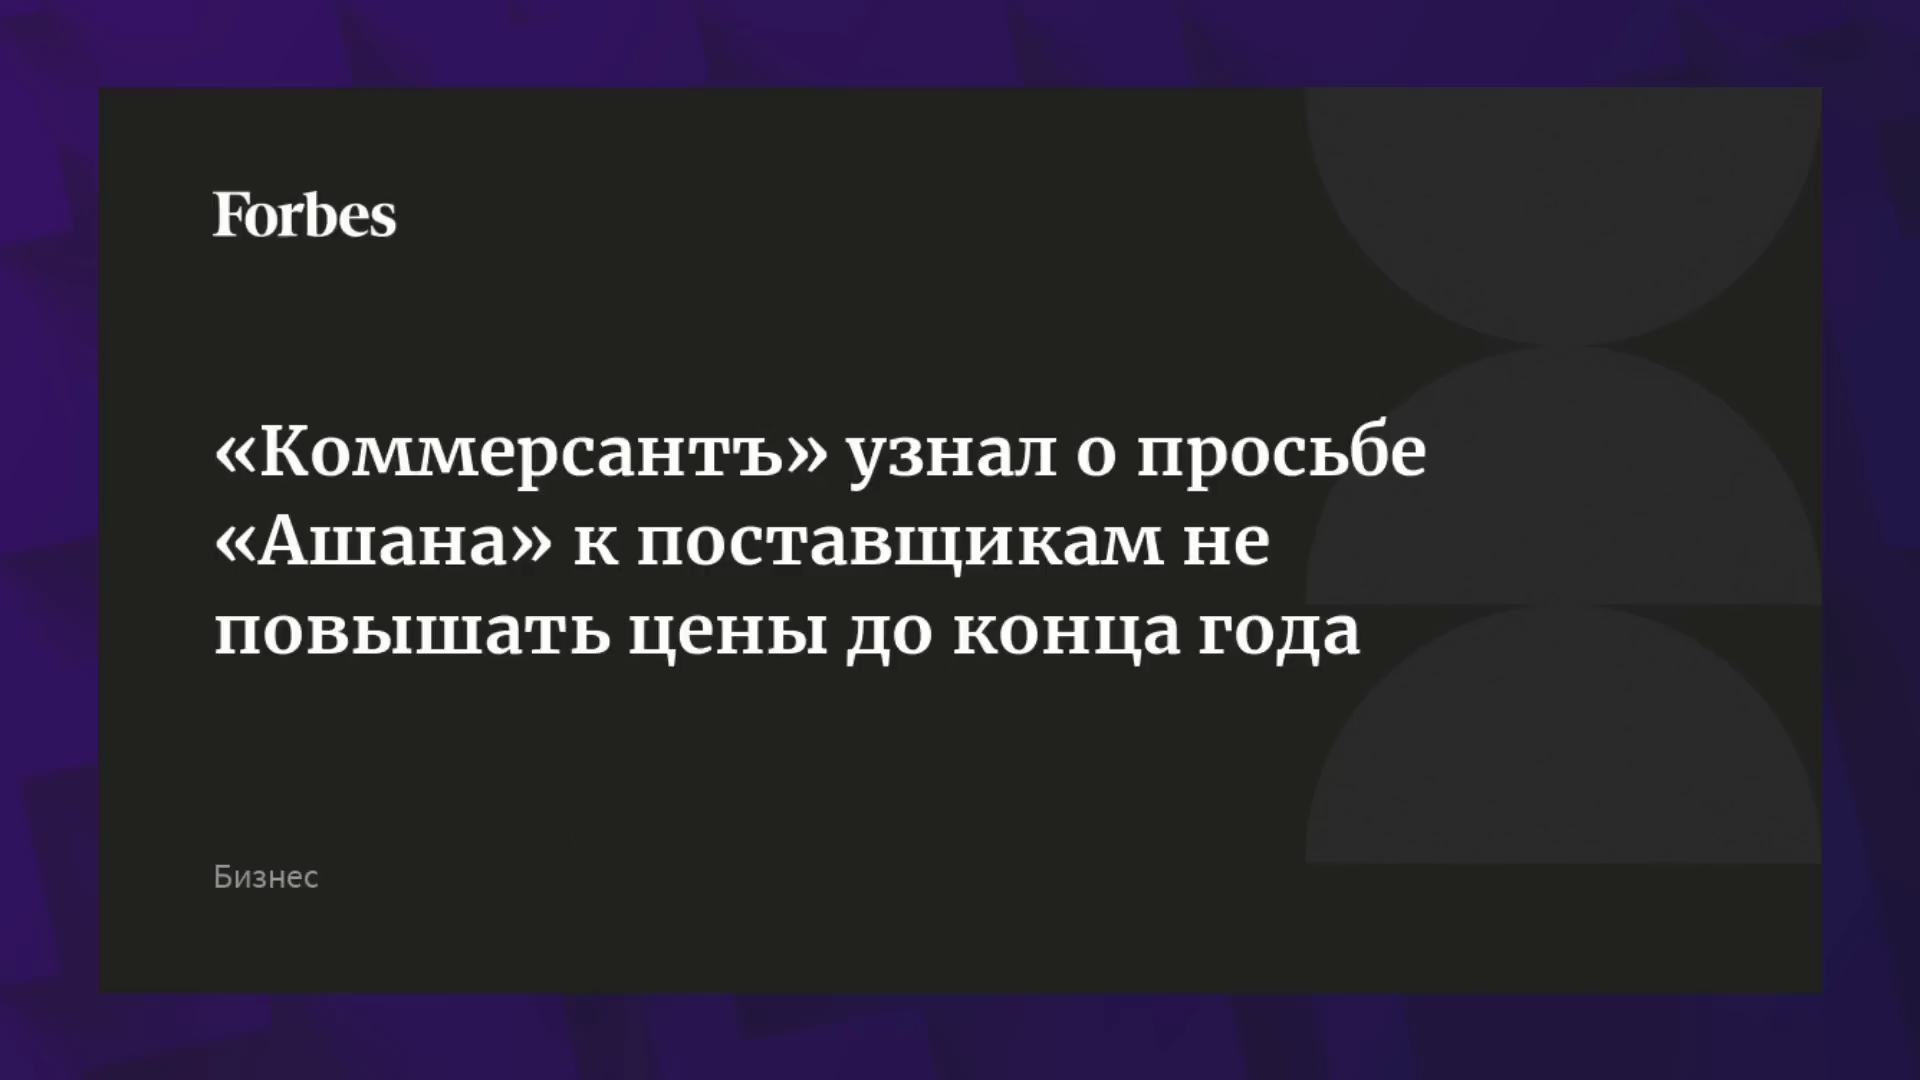 Forbes
«Коммерсантъ» узнал о просьбе
«Ашана» к поставщикам не
повышать цены до конца года
Бизнес